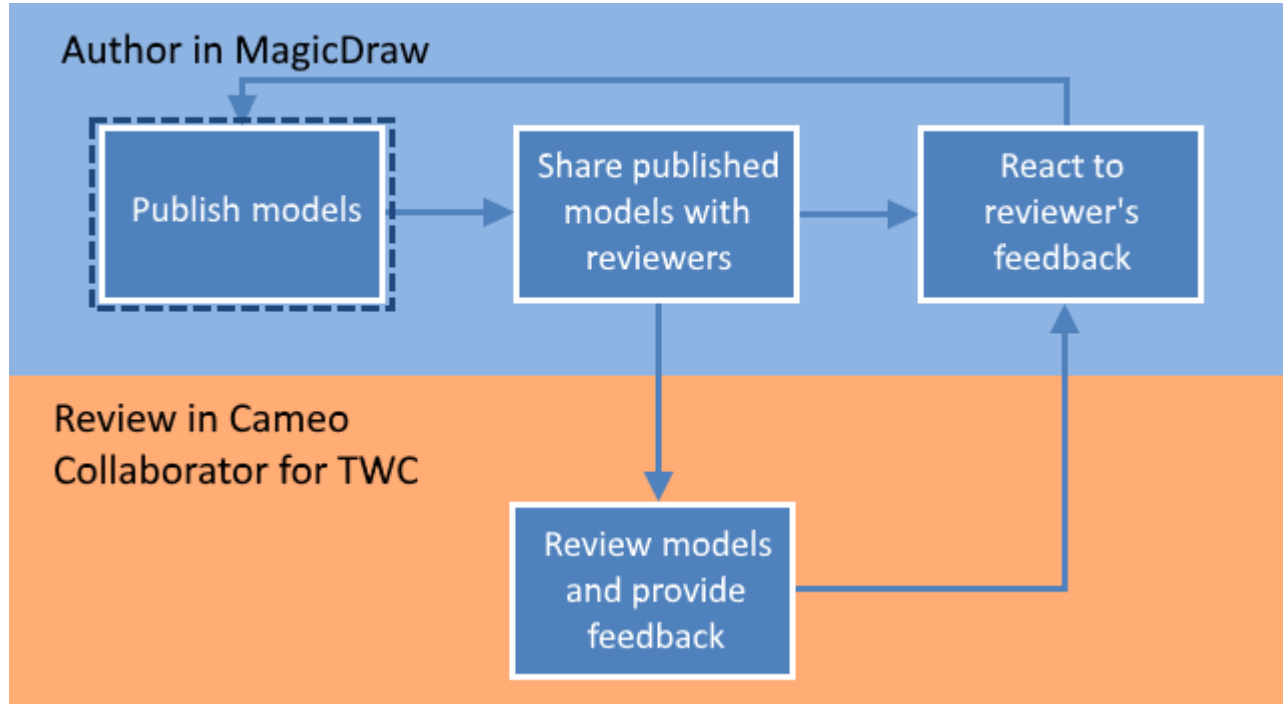 Author in MagicDraw
Publish models
Share published
models with
reviewers
React to
reviewer's
feedback
Review in Cameo
Collaborator for TWC
Review models
and provide
feedback